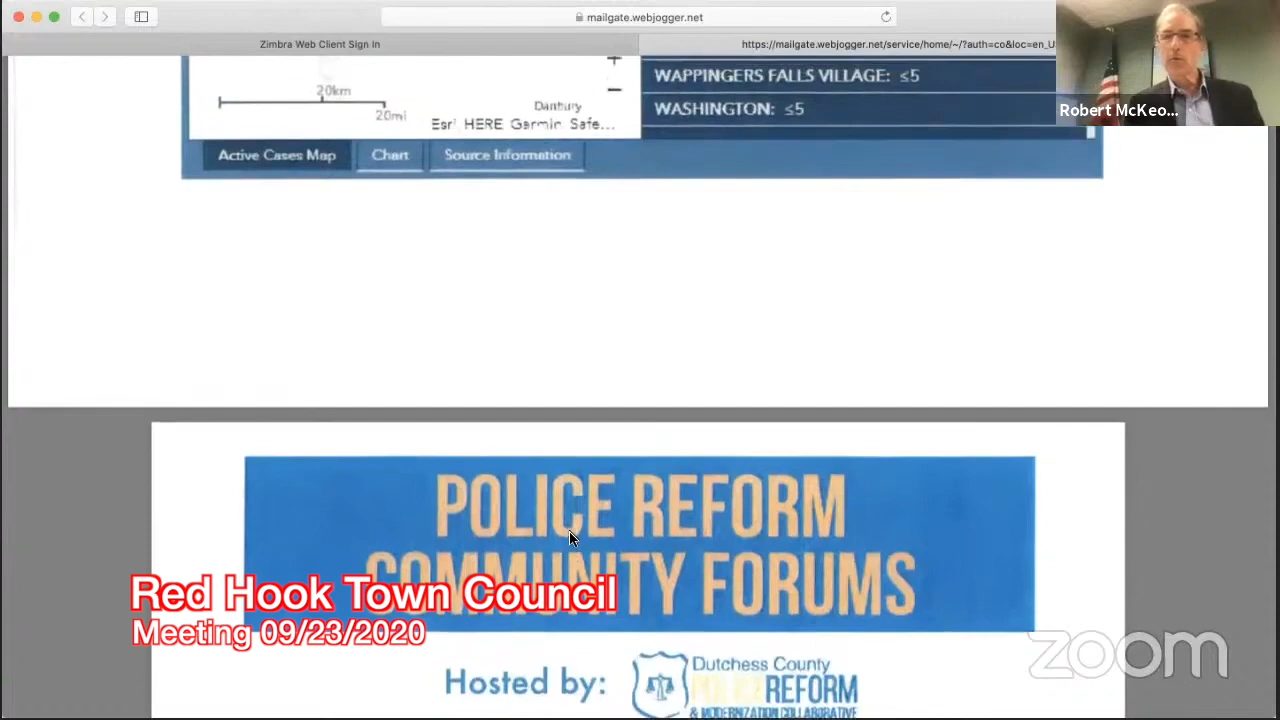 mailgate.webjogger.net
Zimbra Web Client Sign In
https://mailgate.webjogger.net/service/home/~/?auth=co&loc=en_U
Robert McKeo...
WAPPINGERS FALLS VILLAGE: ≤5
WASHINGTON: ≤5
+
−
20km
20mi
Danbury
Esri, HERE, Garmin, Safe...
Active Cases Map
Chart
Source Information
POLICE REFORM
COMMUNITY FORUMS
Red Hook Town Council
Meeting 09/23/2020
Hosted by:
Dutchess County
POLICE REFORM
& MODERNIZATION COLLABORATIVE
zoom